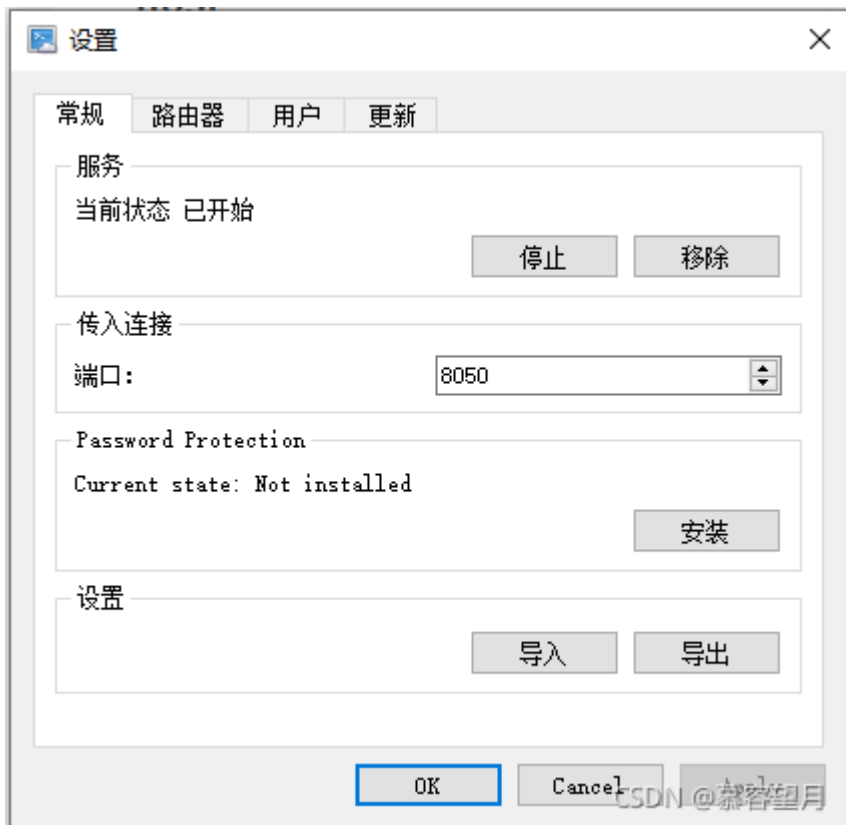 设置
常规 路由器 用户 更新
服务
当前状态 已开始
停止 移除
传入连接
端口:
8050
Password Protection
Current state: Not installed
安装
设置
导入 导出
OK Cancel Apply
CSDN @慕容望月